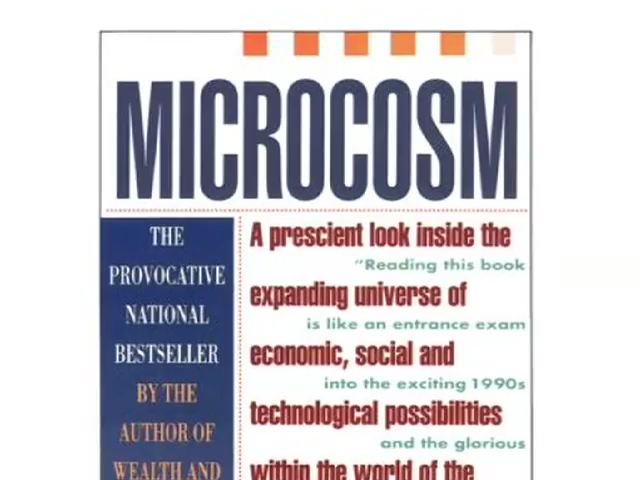 MICROCOSM
THE
PROVOCATIVE
NATIONAL
BESTSELLER
BY THE
AUTHOR OF
WEALTH AND
A prescient look inside the
"Reading this book
expanding universe of
is like an entrance exam
economic, social and
into the exciting 1990s
technological possibilities
and the glorious
within the world of the